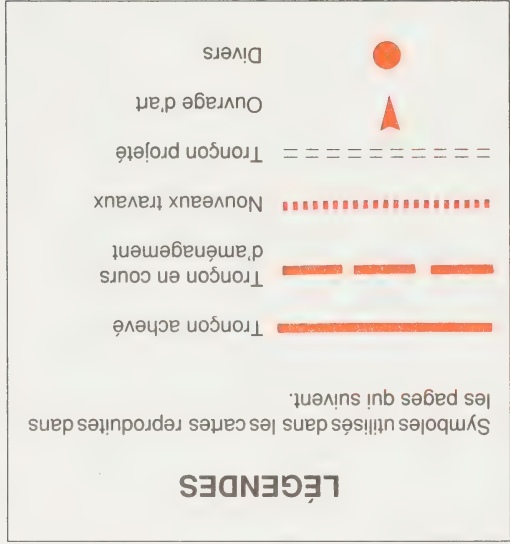 LÉGENDES
Symboles utilisés dans les cartes reproduites dans
les pages qui suivent.
Tronçon achevé
Tronçon en cours
d'aménagement
Nouveaux travaux
Tronçon projeté
Ouvrage d'art
Divers